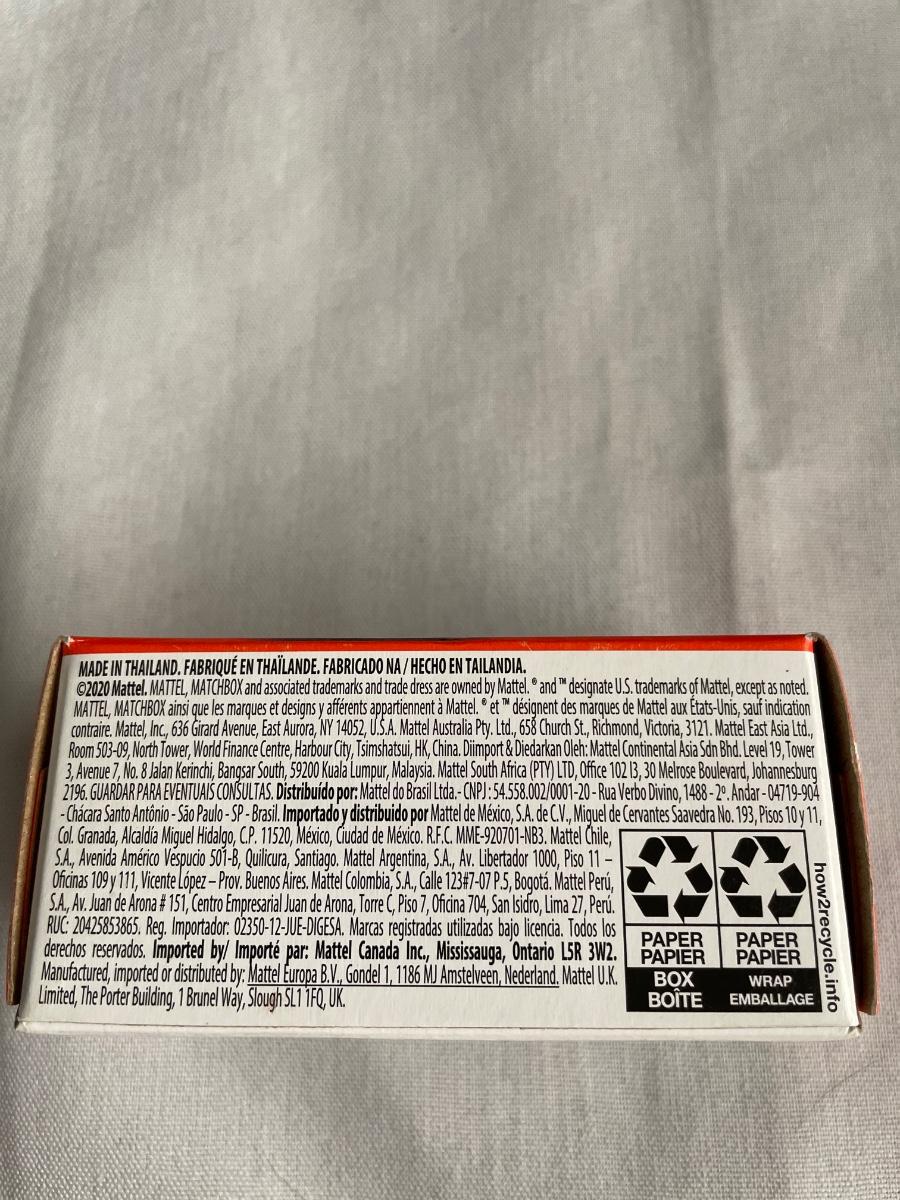 MADE IN THAILAND. FABRIQUÉ EN THAÏLANDE. FABRICADO NA / HECHO EN TAILANDIA.
©2020 Mattel. MATTEL, MATCHBOX and associated trademarks and trade dress are owned by Mattel. ® and ™ designate U.S. trademarks of Mattel, except as noted.
MATTEL, MATCHBOX ainsi que les marques et designs y afférents appartiennent à Mattel. ® et ™ désignent des marques de Mattel aux États-Unis, sauf indication
contraire. Mattel, Inc., 636 Girard Avenue, East Aurora, NY 14052, U.S.A. Mattel Australia Pty. Ltd., 658 Church St., Richmond, Victoria, 3121. Mattel East Asia Ltd.,
Room 503-09, North Tower, World Finance Centre, Harbour City, Tsimshatsui, HK, China. Diimport & Diedarkan Oleh: Mattel Continental Asia Sdn Bhd. Level 19, Tower
3, Avenue 7, No. 8 Jalan Kerinchi, Bangsar South, 59200 Kuala Lumpur, Malaysia. Mattel South Africa (PTY) LTD, Office 102 I3, 30 Melrose Boulevard, Johannesburg
2196. GUARDAR PARA EVENTUAIS CONSULTAS. Distribuído por: Mattel do Brasil Ltda.- CNPJ : 54.558.002/0001-20 - Rua Verbo Divino, 1488 - 2º. Andar - 04719-904
- Chácara Santo Antônio - São Paulo - SP - Brasil. Importado y distribuido por Mattel de México, S.A. de C.V., Miguel de Cervantes Saavedra No. 193, Pisos 10 y 11,
Col. Granada, Alcaldía Miguel Hidalgo, C.P. 11520, México, Ciudad de México. R.F.C. MME-920701-NB3. Mattel Chile,
S.A., Avenida Américo Vespucio 501-B, Quilicura, Santiago. Mattel Argentina, S.A., Av. Libertador 1000, Piso 11 –
Oficinas 109 y 111, Vicente López – Prov. Buenos Aires. Mattel Colombia, S.A., Calle 123#7-07 P.5, Bogotá. Mattel Perú,
S.A., Av. Juan de Arona # 151, Centro Empresarial Juan de Arona, Torre C, Piso 7, Oficina 704, San Isidro, Lima 27, Perú.
RUC: 20425853865. Reg. Importador: 02350-12-JUE-DIGESA. Marcas registradas utilizadas bajo licencia. Todos los
derechos reservados. Imported by/ Importé par: Mattel Canada Inc., Mississauga, Ontario L5R 3W2.
Manufactured, imported or distributed by: Mattel Europa B.V., Gondel 1, 1186 MJ Amstelveen, Nederland. Mattel U.K.
Limited, The Porter Building, 1 Brunel Way, Slough SL1 1FQ, UK.
PAPER
PAPIER
BOX
BOÎTE
PAPER
PAPIER
WRAP
EMBALLAGE
how2recycle.info